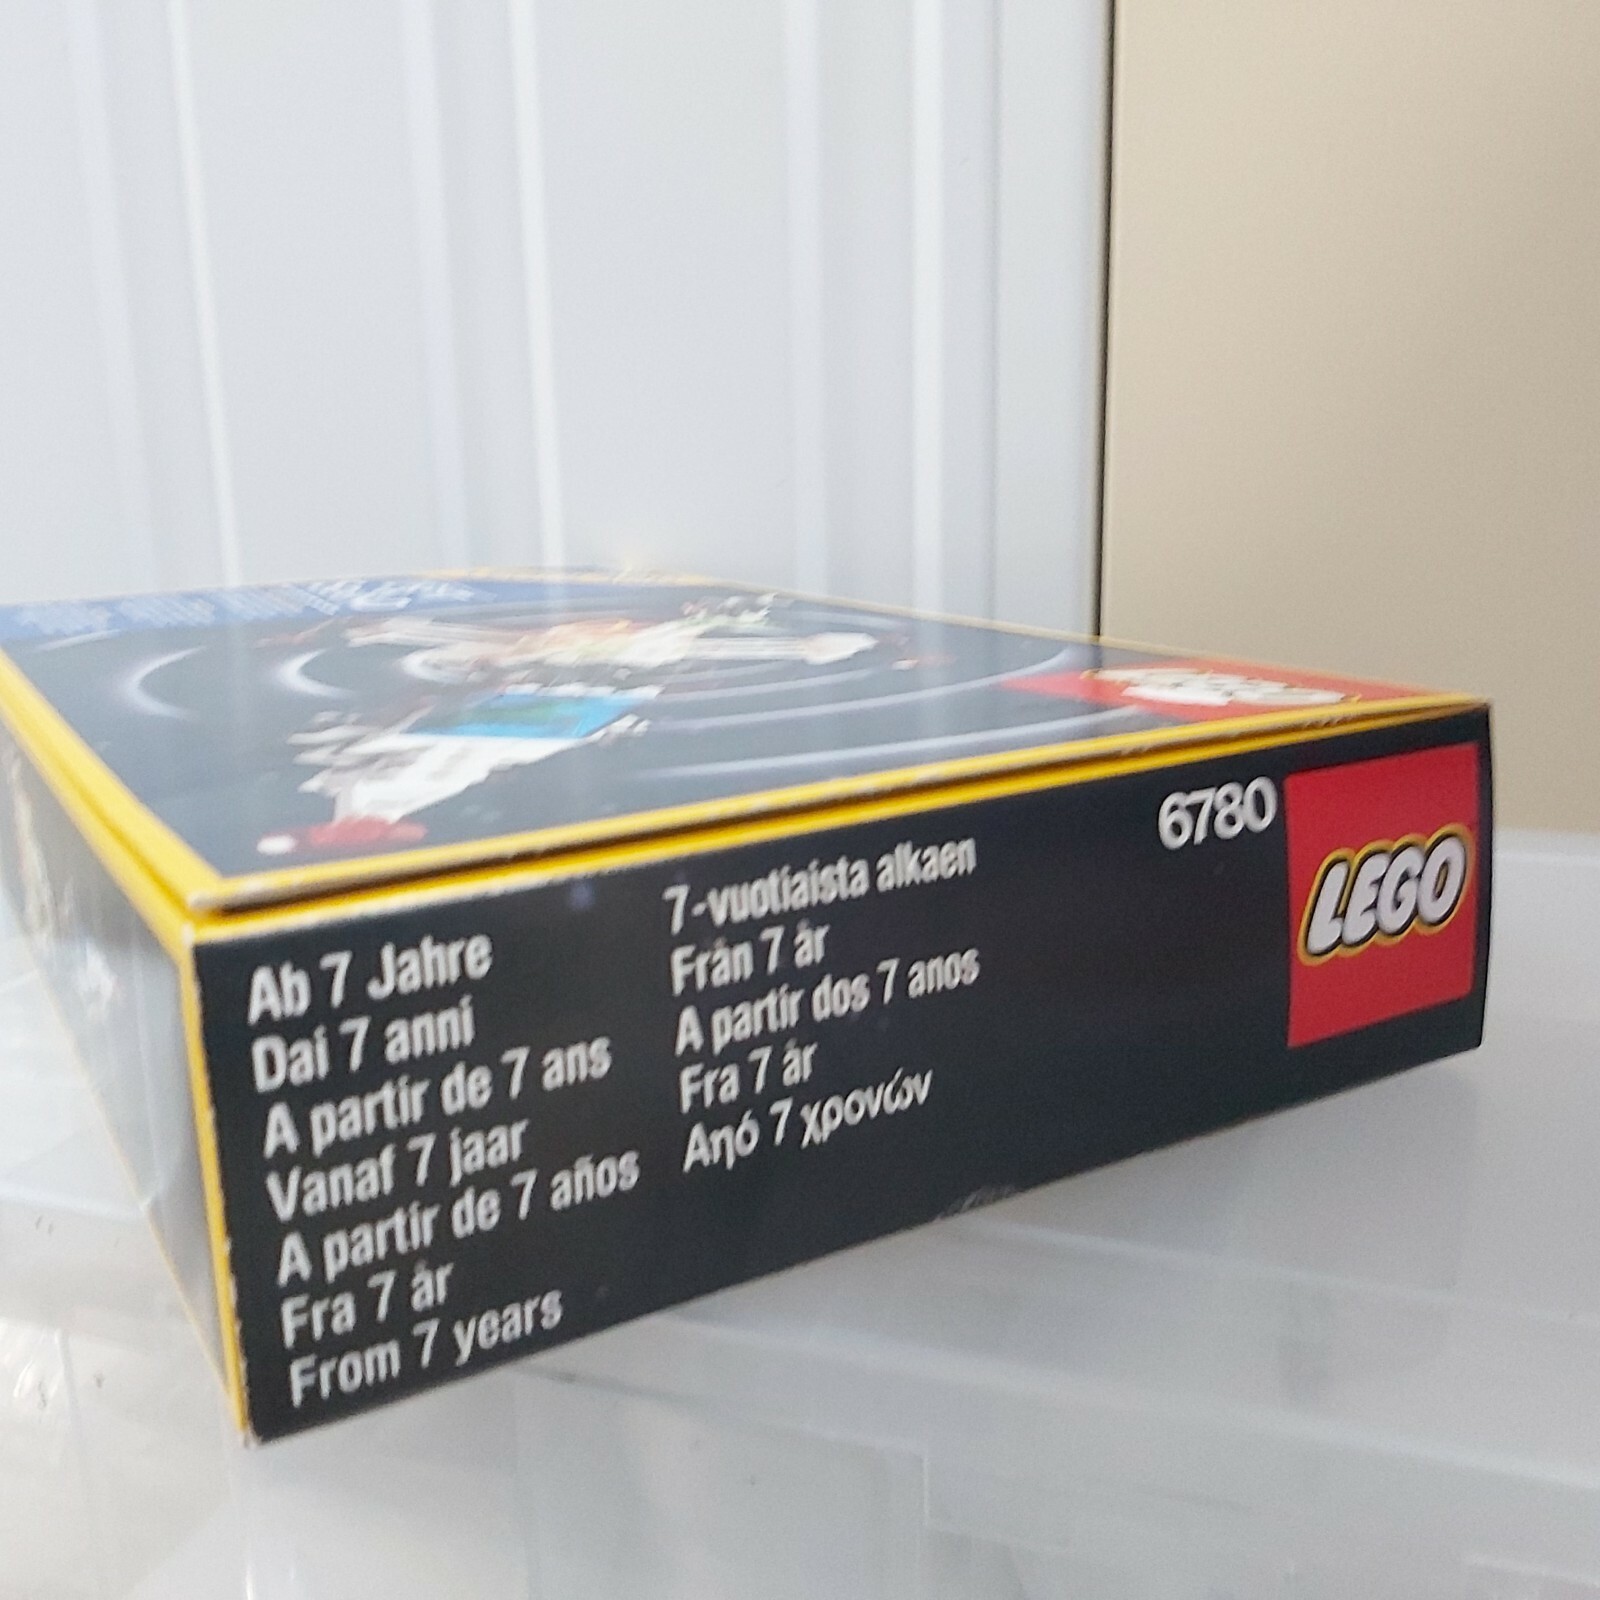 Ab 7 Jahre
Dai 7 anni
A partir de 7 ans
Vanaf 7 jaar
A partir de 7 años
Fra 7 år
From 7 years
7-vuotiaista alkaen
Från 7 år
A partir dos 7 anos
Fra 7 år
Από 7 χρονών
6780
LEGO